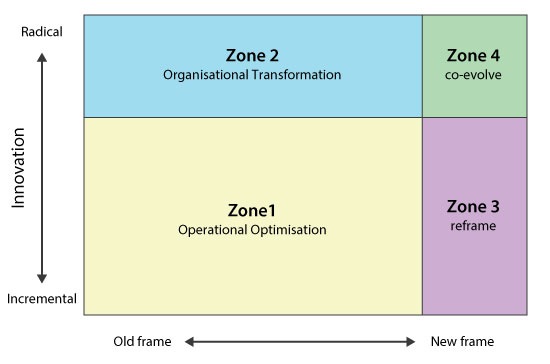 Radical
Zone 2
Organisational Transformation
Zone 4
co-evolve
Innovation
Zone1
Operational Optimisation
Zone 3
reframe
Incremental
Old frame
New frame